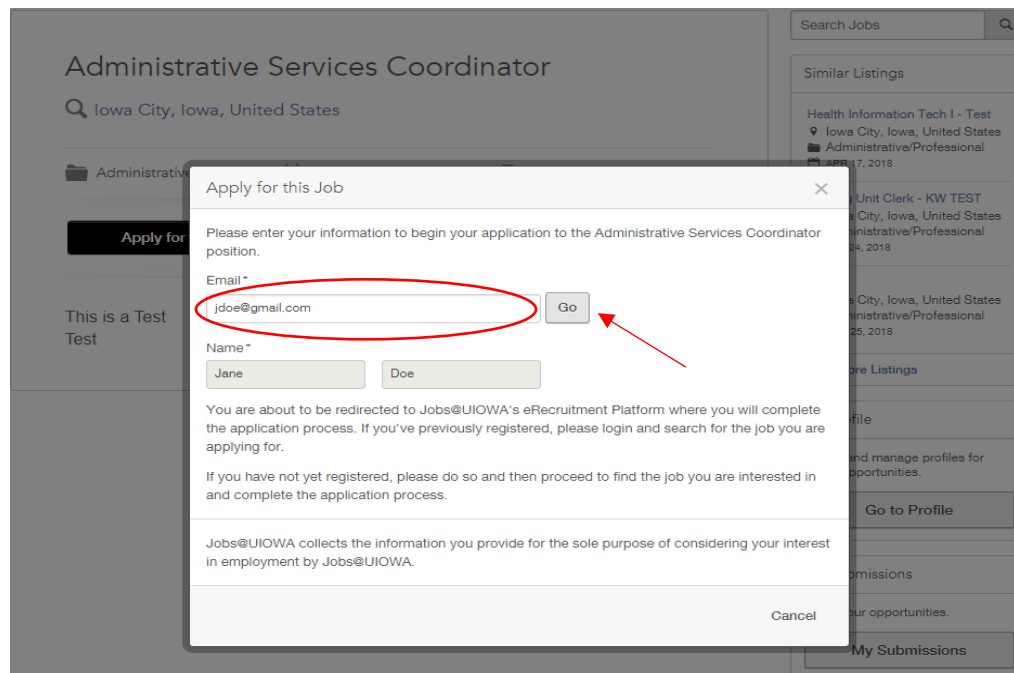 Administrative Services Coordinator
Iowa City, Iowa, United States
Administrative
Apply for
This is a Test
Test
Apply for this Job
Please enter your information to begin your application to the Administrative Services Coordinator
position.
Email*
jdoe@gmail.com
Go
Name*
Jane
Doe
You are about to be redirected to Jobs@UIOWA's eRecruitment Platform where you will complete
the application process. If you've previously registered, please login and search for the job you are
applying for.
If you have not yet registered, please do so and then proceed to find the job you are interested in
and complete the application process.
Jobs@UIOWA collects the information you provide for the sole purpose of considering your interest
in employment by Jobs@UIOWA.
Cancel
Search Jobs
Similar Listings
Health Information Tech I - Test
Iowa City, Iowa, United States
Administrative/Professional
APR 17, 2018
Unit Clerk - KW TEST
City, Iowa, United States
24, 2018
City, Iowa, United States
25, 2018
Listings
and manage profiles for
Go to Profile
opportunities.
My Submissions